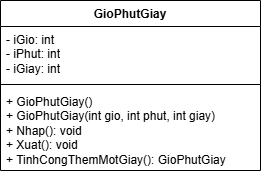 GioPhutGiay
- iGio: int
- iPhut: int
- iGiay: int
+ GioPhutGiay()
+ GioPhutGiay(int gio, int phut, int giay)
+ Nhap(): void
+ Xuat(): void
+ TinhCongThemMotGiay(): GioPhutGiay